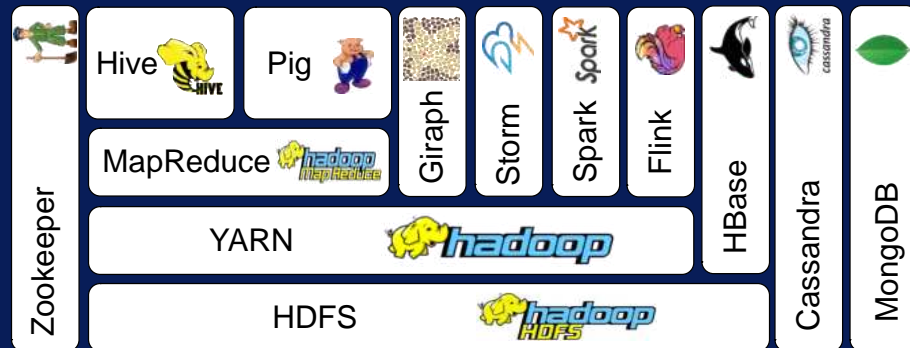 Zookeeper
Hive
HIVE
Pig
MapReduce
hadoop
Map Reduce
Giraph
Storm
Spark
Spark
Flink
HBase
cassandra
Cassandra
MongoDB
YARN
hadoop
HDFS
hadoop
HDFS